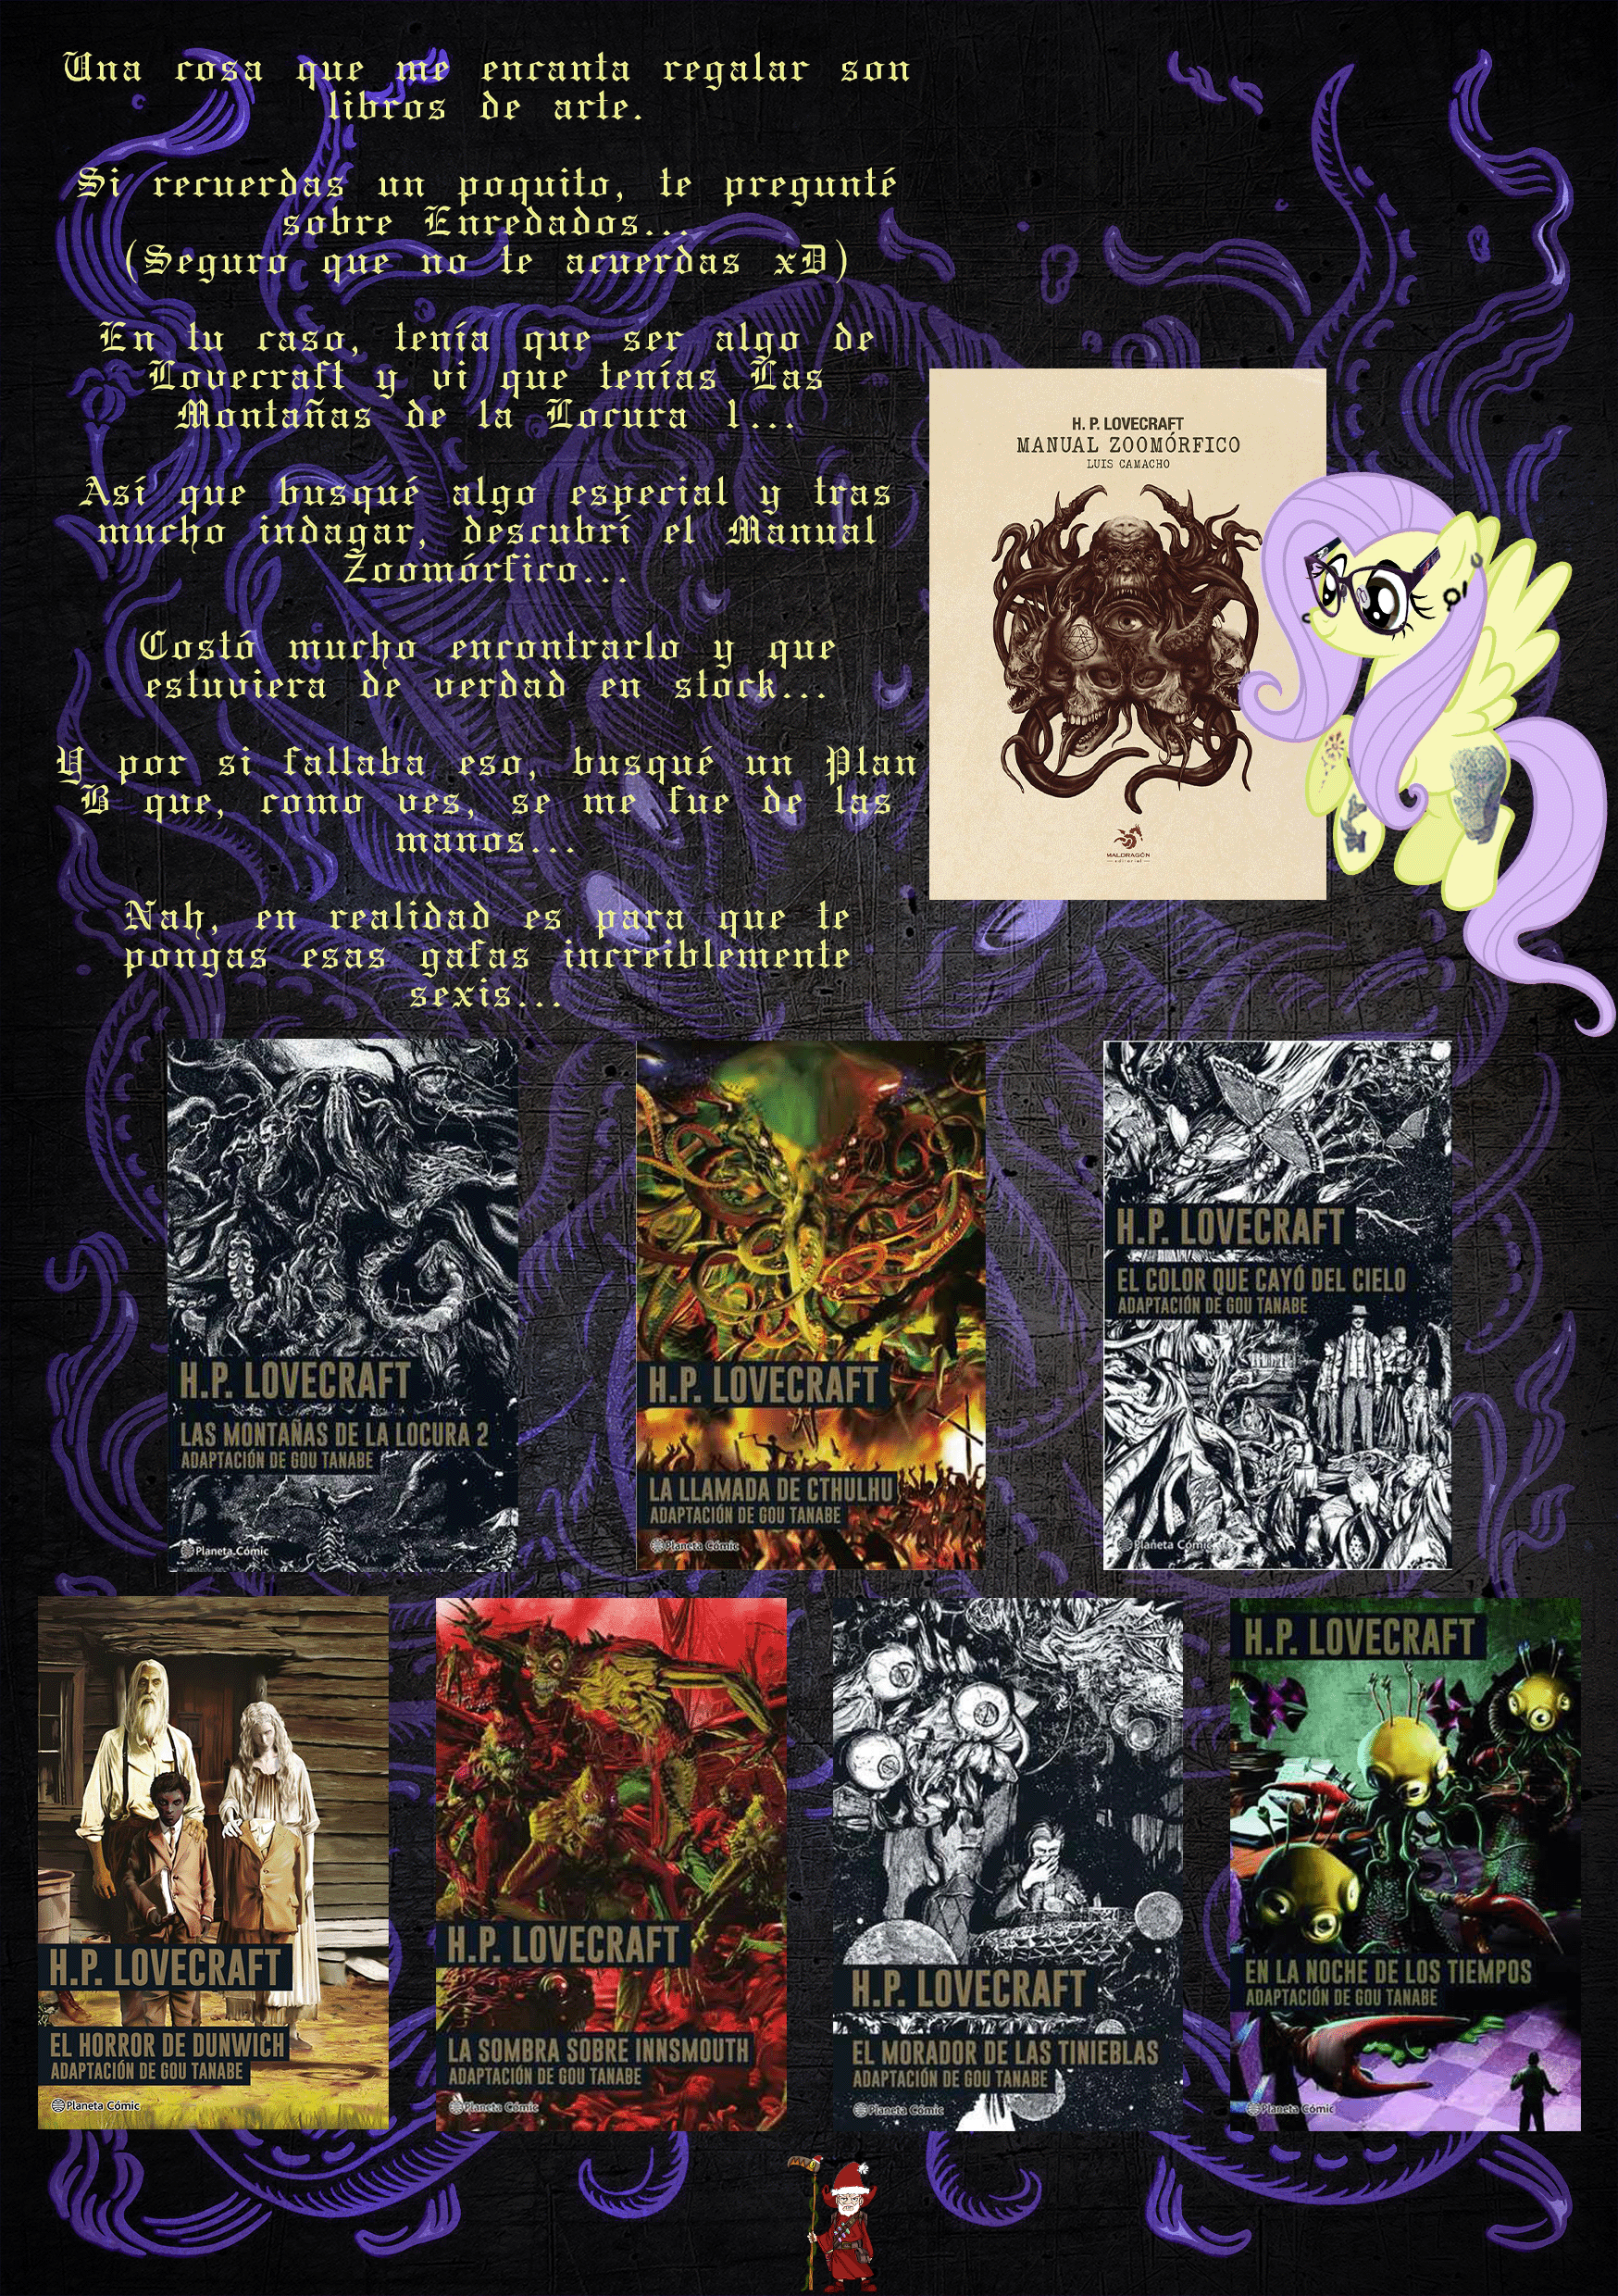 Una cosa que me encanta regalar son
libros de arte.
Si recuerdas un poquito, te pregunté
sobre Enredados...
(Seguro que no te acuerdas xD)
En tu caso, tenía que ser algo de
Lovecraft y vi que tenías Las
Montañas de la Locura 1...
Así que busqué algo especial y tras
mucho indagar, descubrí el Manual
Zoomórfico...
Costó mucho encontrarlo y que
estuviera de verdad en stock...
Y por si fallaba eso, busqué un Plan
B que, como ves, se me fue de las
manos...
Nah, en realidad es para que te
pongas esas gafas increiblemente
sexis...
H. P. LOVECRAFT
MANUAL ZOOMÓRFICO
LUIS CAMACHO
MALDRAGÓN
editorial
H.P. LOVECRAFT
LAS MONTAÑAS DE LA LOCURA 2
ADAPTACIÓN DE GOU TANABE
Planeta Cómic
H.P. LOVECRAFT
LA LLAMADA DE CTHULHU
ADAPTACIÓN DE GOU TANABE
Planeta Cómic
H.P. LOVECRAFT
EL COLOR QUE CAYÓ DEL CIELO
ADAPTACIÓN DE GOU TANABE
Planeta Cómic
H.P. LOVECRAFT
EL HORROR DE DUNWICH
ADAPTACIÓN DE GOU TANABE
Planeta Cómic
H.P. LOVECRAFT
LA SOMBRA SOBRE INNSMOUTH
ADAPTACIÓN DE GOU TANABE
Planeta Cómic
H.P. LOVECRAFT
EL MORADOR DE LAS TINIEBLAS
ADAPTACIÓN DE GOU TANABE
Planeta Cómic
H.P. LOVECRAFT
EN LA NOCHE DE LOS TIEMPOS
ADAPTACIÓN DE GOU TANABE
Planeta Cómic